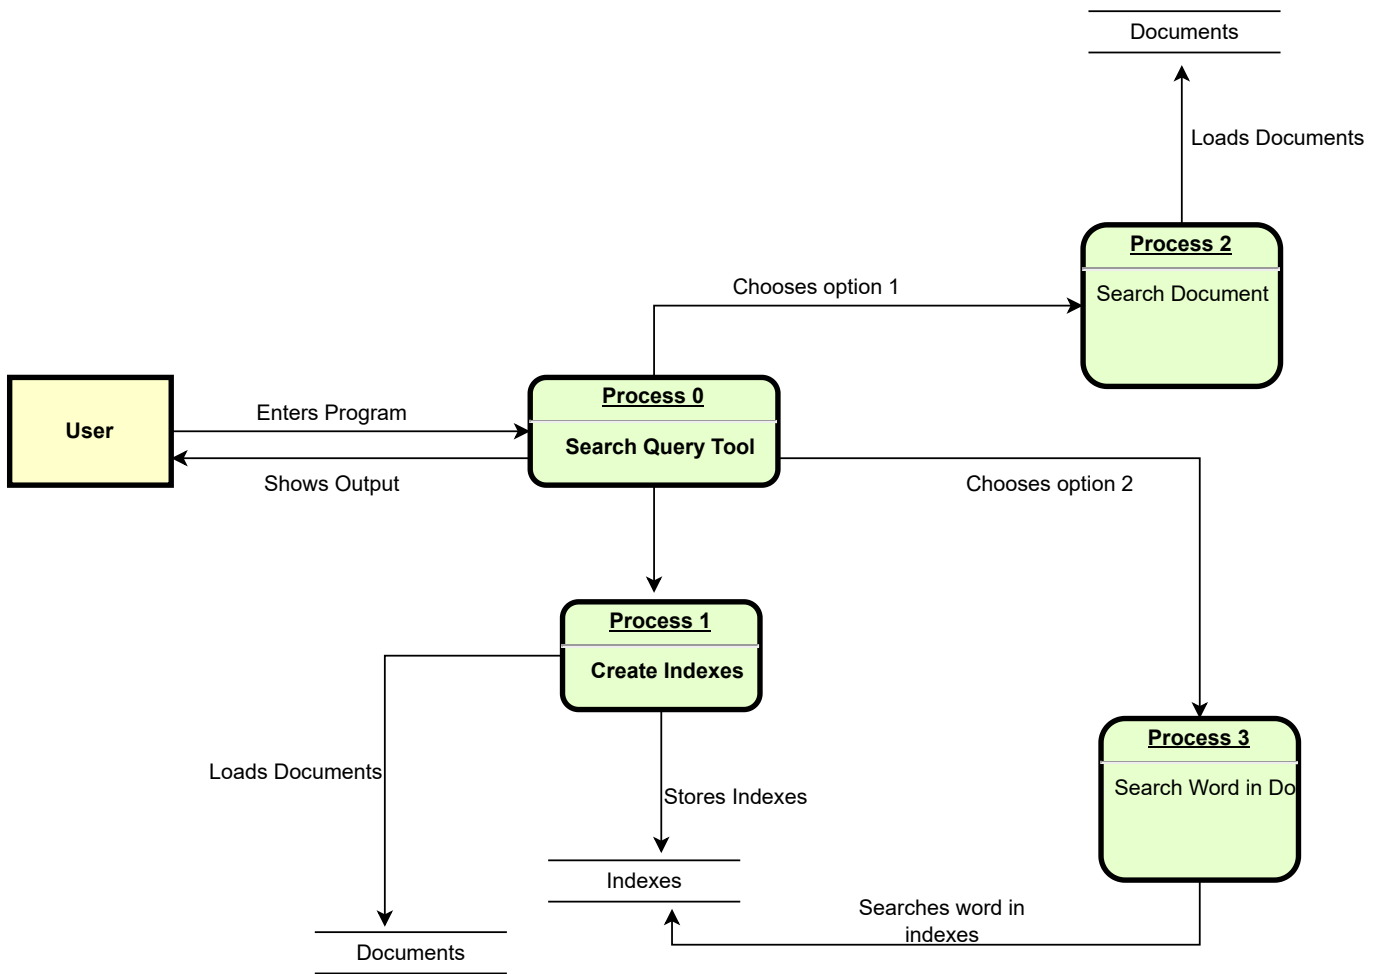 Documents
Loads Documents
Process 2
Search Document
Chooses option 1
Process 0
Search Query Tool
User
Enters Program
Shows Output
Chooses option 2
Process 1
Create Indexes
Process 3
Search Word in Do
Loads Documents
Stores Indexes
Indexes
Searches word in
indexes
Documents